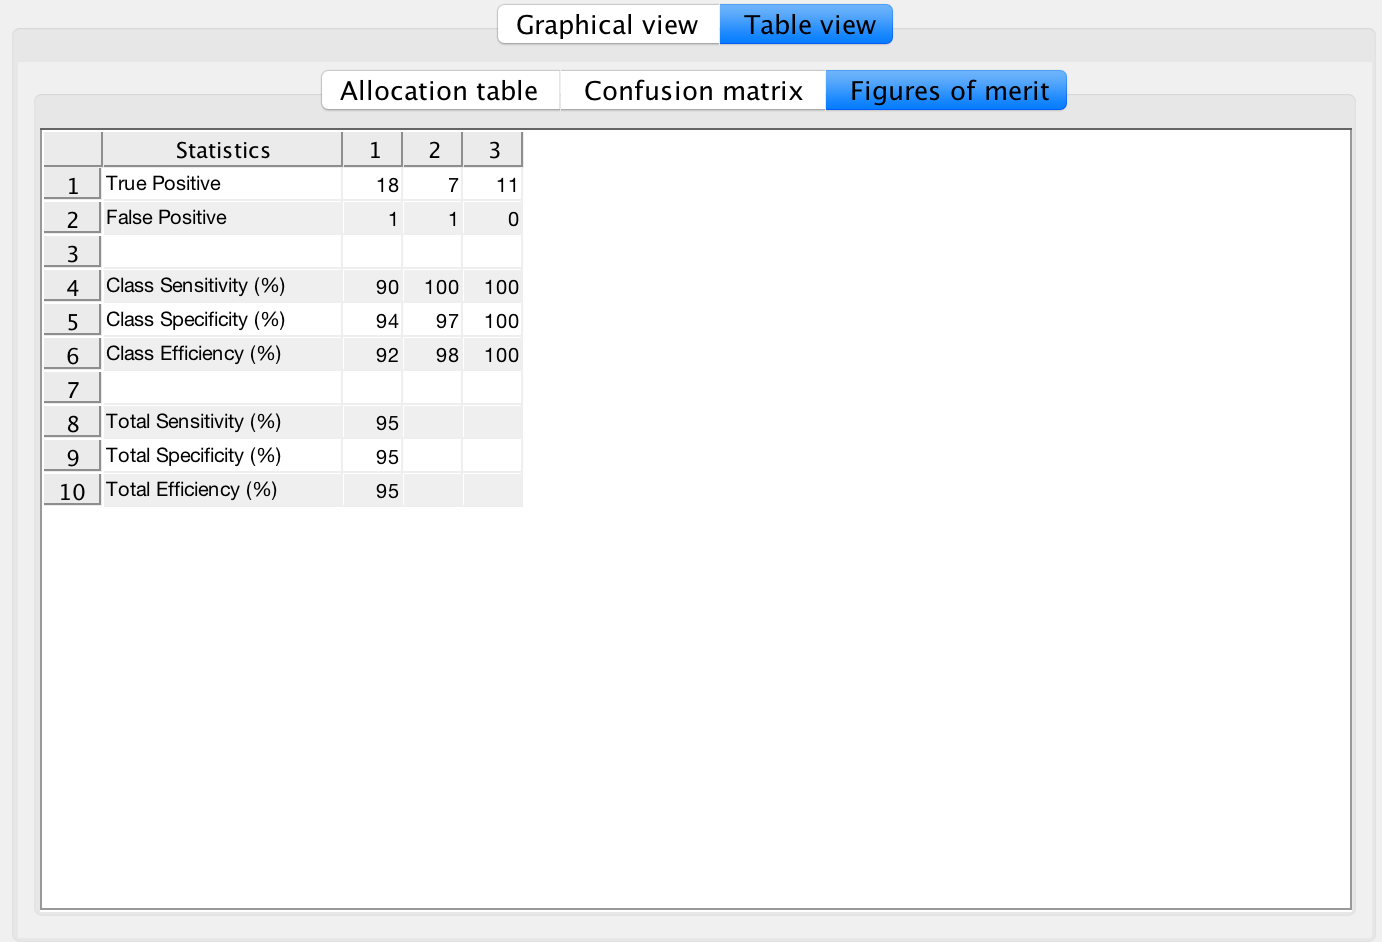 Graphical view Table view
Allocation table Confusion matrix Figures of merit
Statistics 1 2 3
1 True Positive 18 7 11
2 False Positive 1 1 0
3
4 Class Sensitivity (%) 90 100 100
5 Class Specificity (%) 94 97 100
6 Class Efficiency (%) 92 98 100
7
8 Total Sensitivity (%) 95
9 Total Specificity (%) 95
10 Total Efficiency (%) 95